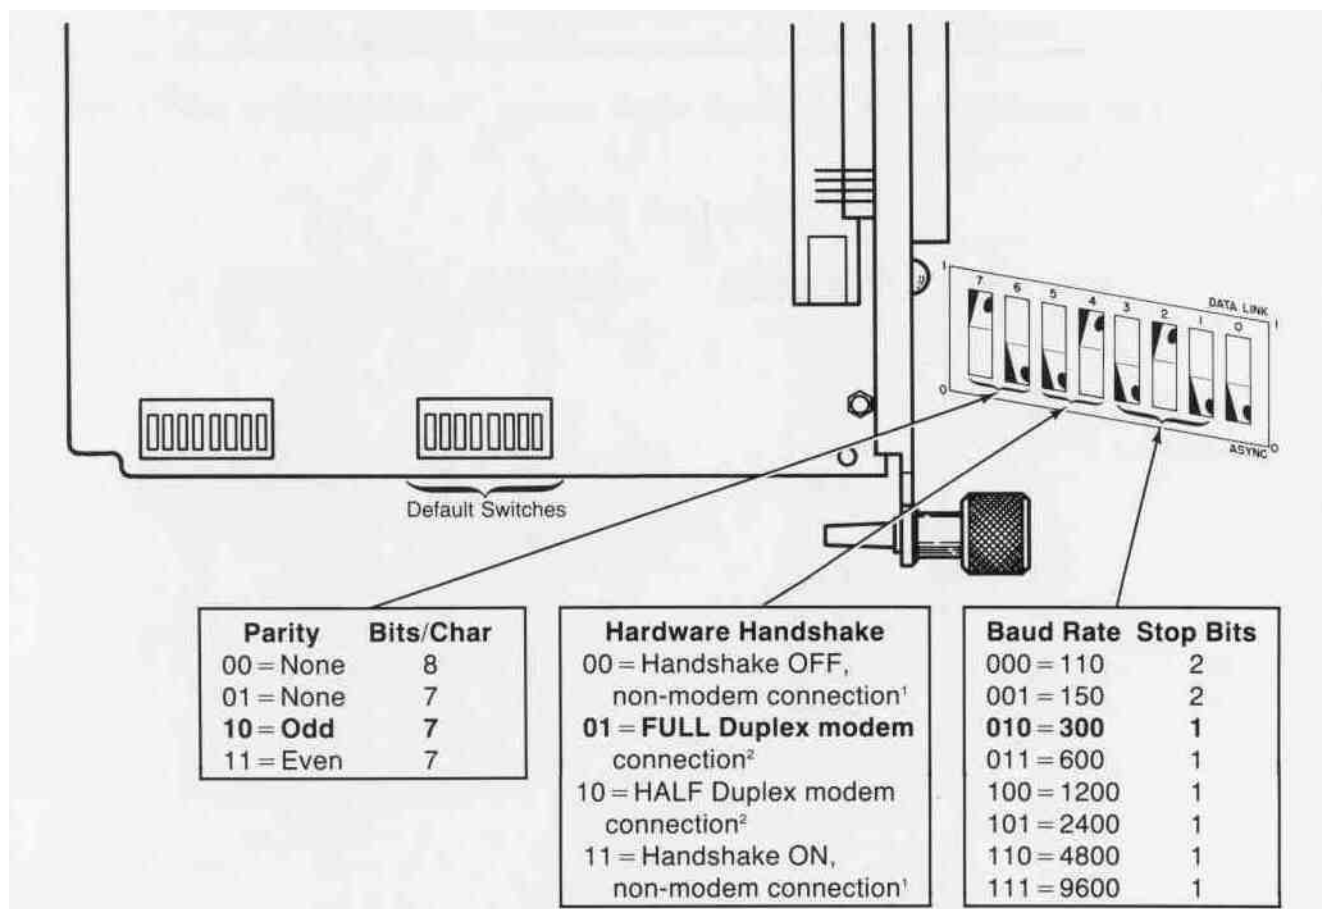 1
7 6 5 4 3 2 1 0
DATA LINK 1
0
ASYNC 0
Default Switches
Parity Bits/Char
00 = None 8
01 = None 7
10 = Odd 7
11 = Even 7
Hardware Handshake
00 = Handshake OFF,
non-modem connection¹
01 = FULL Duplex modem
connection²
10 = HALF Duplex modem
connection²
11 = Handshake ON,
non-modem connection¹
Baud Rate Stop Bits
000 = 110 2
001 = 150 2
010 = 300 1
011 = 600 1
100 = 1200 1
101 = 2400 1
110 = 4800 1
111 = 9600 1